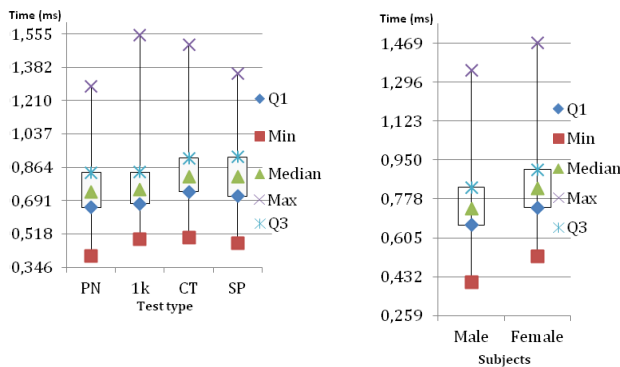 Time (ms)
1,555
1,382
1,210
1,037
0,864
0,691
0,518
0,346
PN 1k CT SP
Test type
Q1
Min
Median
Max
Q3
Time (ms)
1,469
1,296
1,123
0,950
0,778
0,605
0,432
0,259
Male Female
Subjects
Q1
Min
Median
Max
Q3